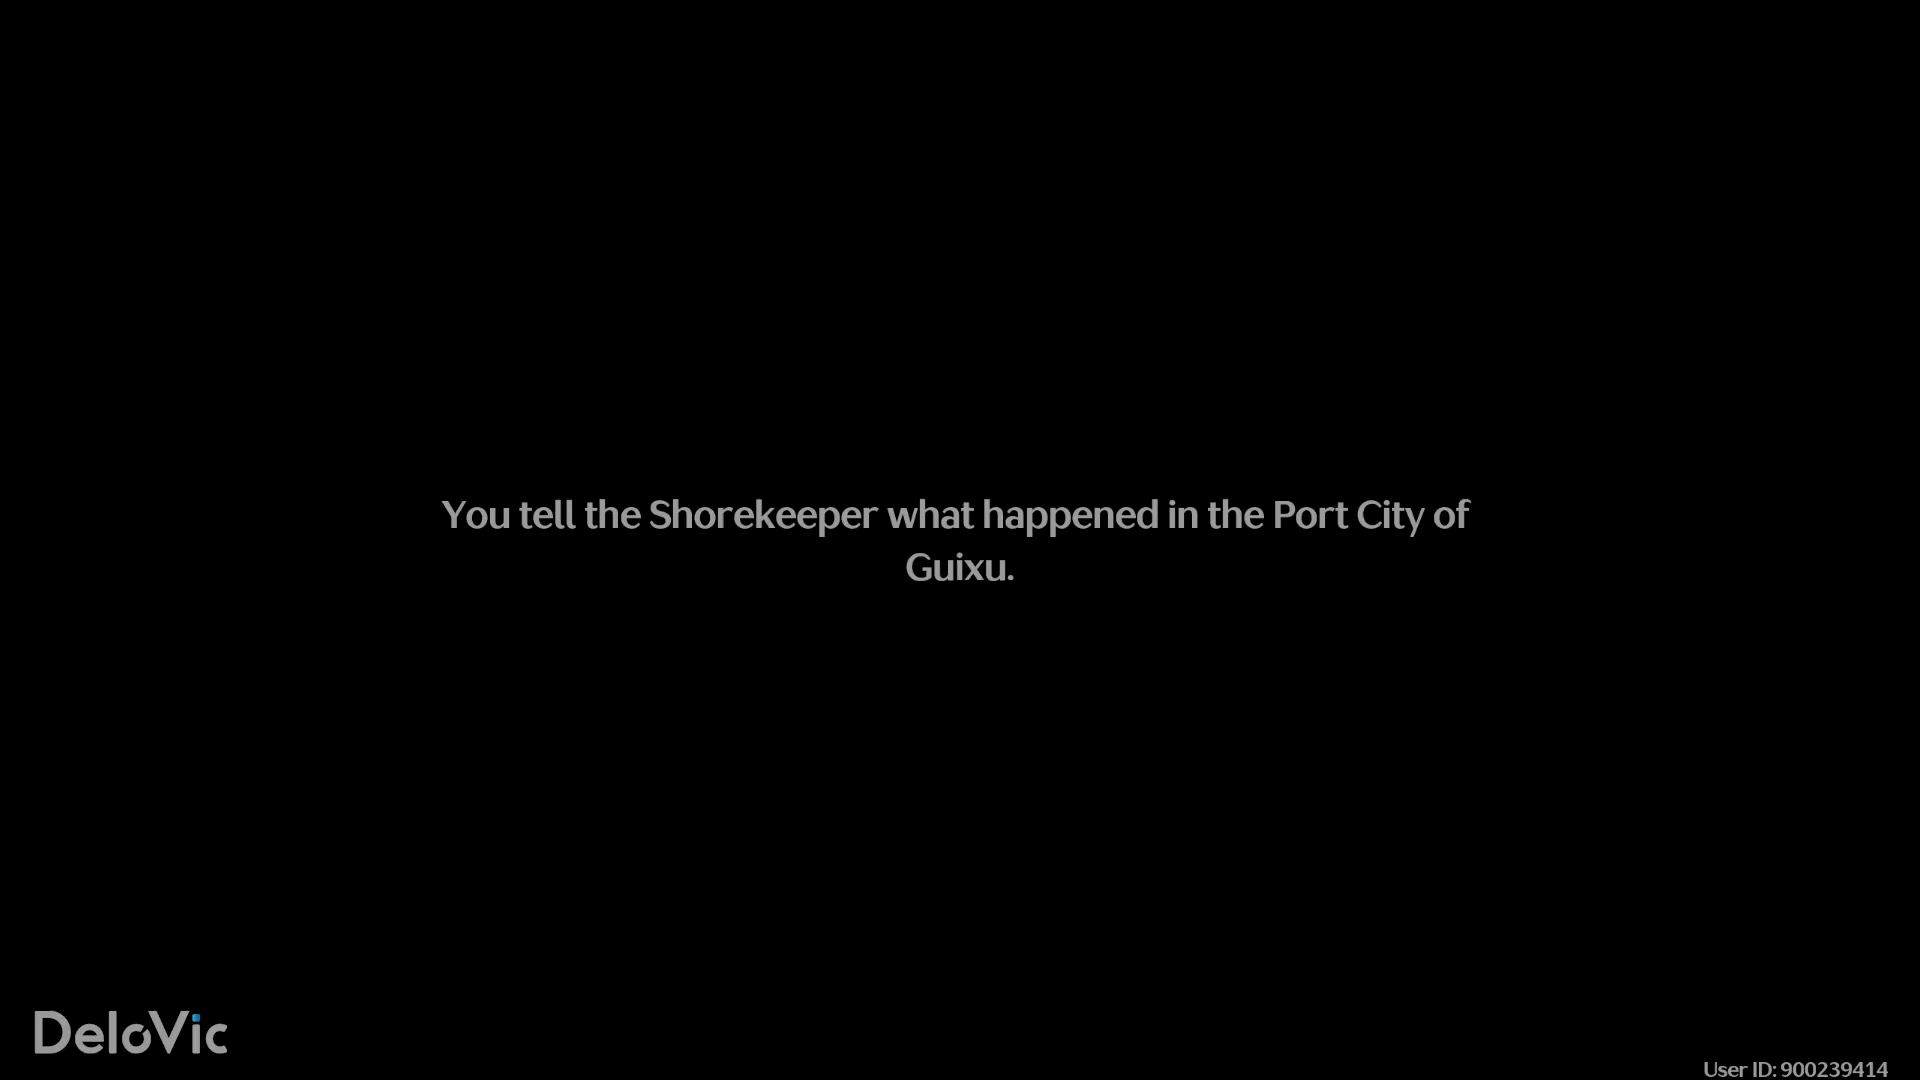 You tell the Shorekeeper what happened in the Port City of
Guixu.
DeloVic
User ID: 900239414